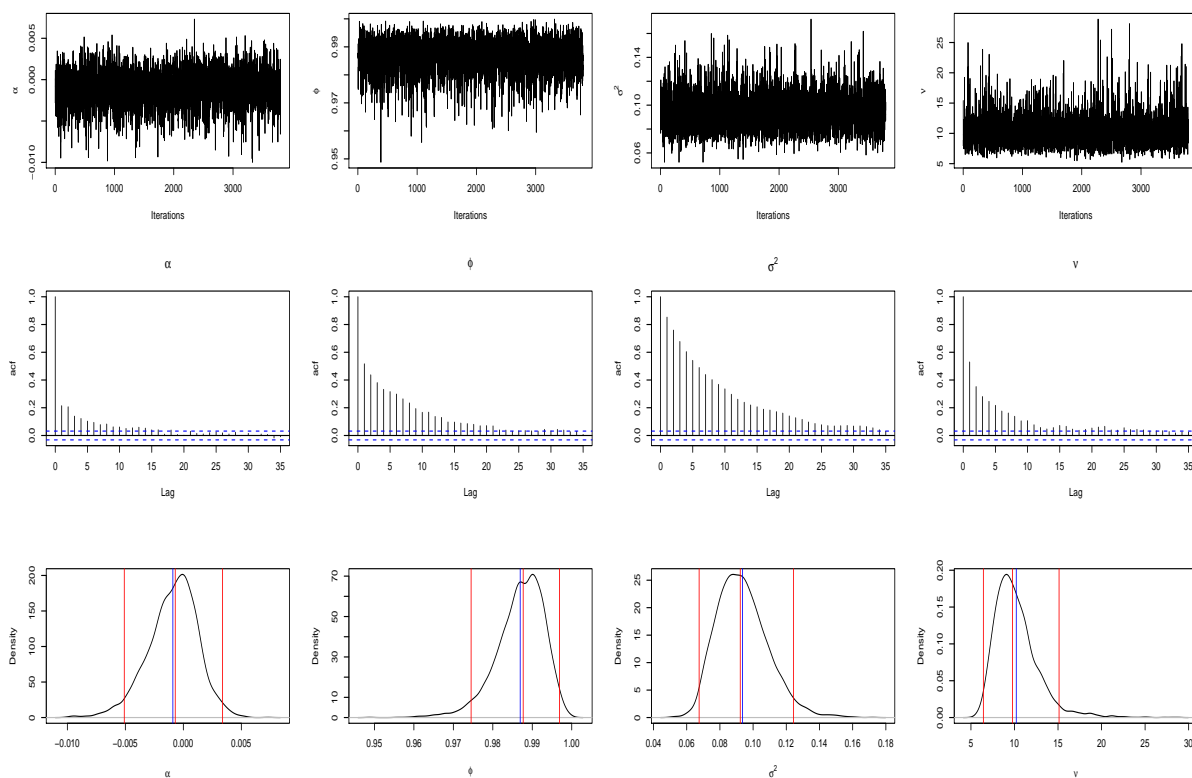 α
−0.010 0.000 0.005
0 1000 2000 3000
Iterations
ϕ
0.95 0.97 0.99
0 1000 2000 3000
Iterations
σ²
0.06 0.10 0.14
0 1000 2000 3000
Iterations
ν
5 10 15 20 25
0 1000 2000 3000
Iterations
α
acf
0.0 0.2 0.4 0.6 0.8 1.0
0 5 10 15 20 25 30 35
Lag
ϕ
acf
0.0 0.2 0.4 0.6 0.8 1.0
0 5 10 15 20 25 30 35
Lag
σ²
acf
0.0 0.2 0.4 0.6 0.8 1.0
0 5 10 15 20 25 30 35
Lag
ν
acf
0.0 0.2 0.4 0.6 0.8 1.0
0 5 10 15 20 25 30 35
Lag
Density
0 50 100 150 200
−0.010 −0.005 0.000 0.005
α
Density
0 10 30 50 70
0.95 0.96 0.97 0.98 0.99 1.00
ϕ
Density
0 5 10 15 20 25
0.04 0.06 0.08 0.10 0.12 0.14 0.16 0.18
σ²
Density
0.00 0.05 0.10 0.15 0.20
5 10 15 20 25 30
ν